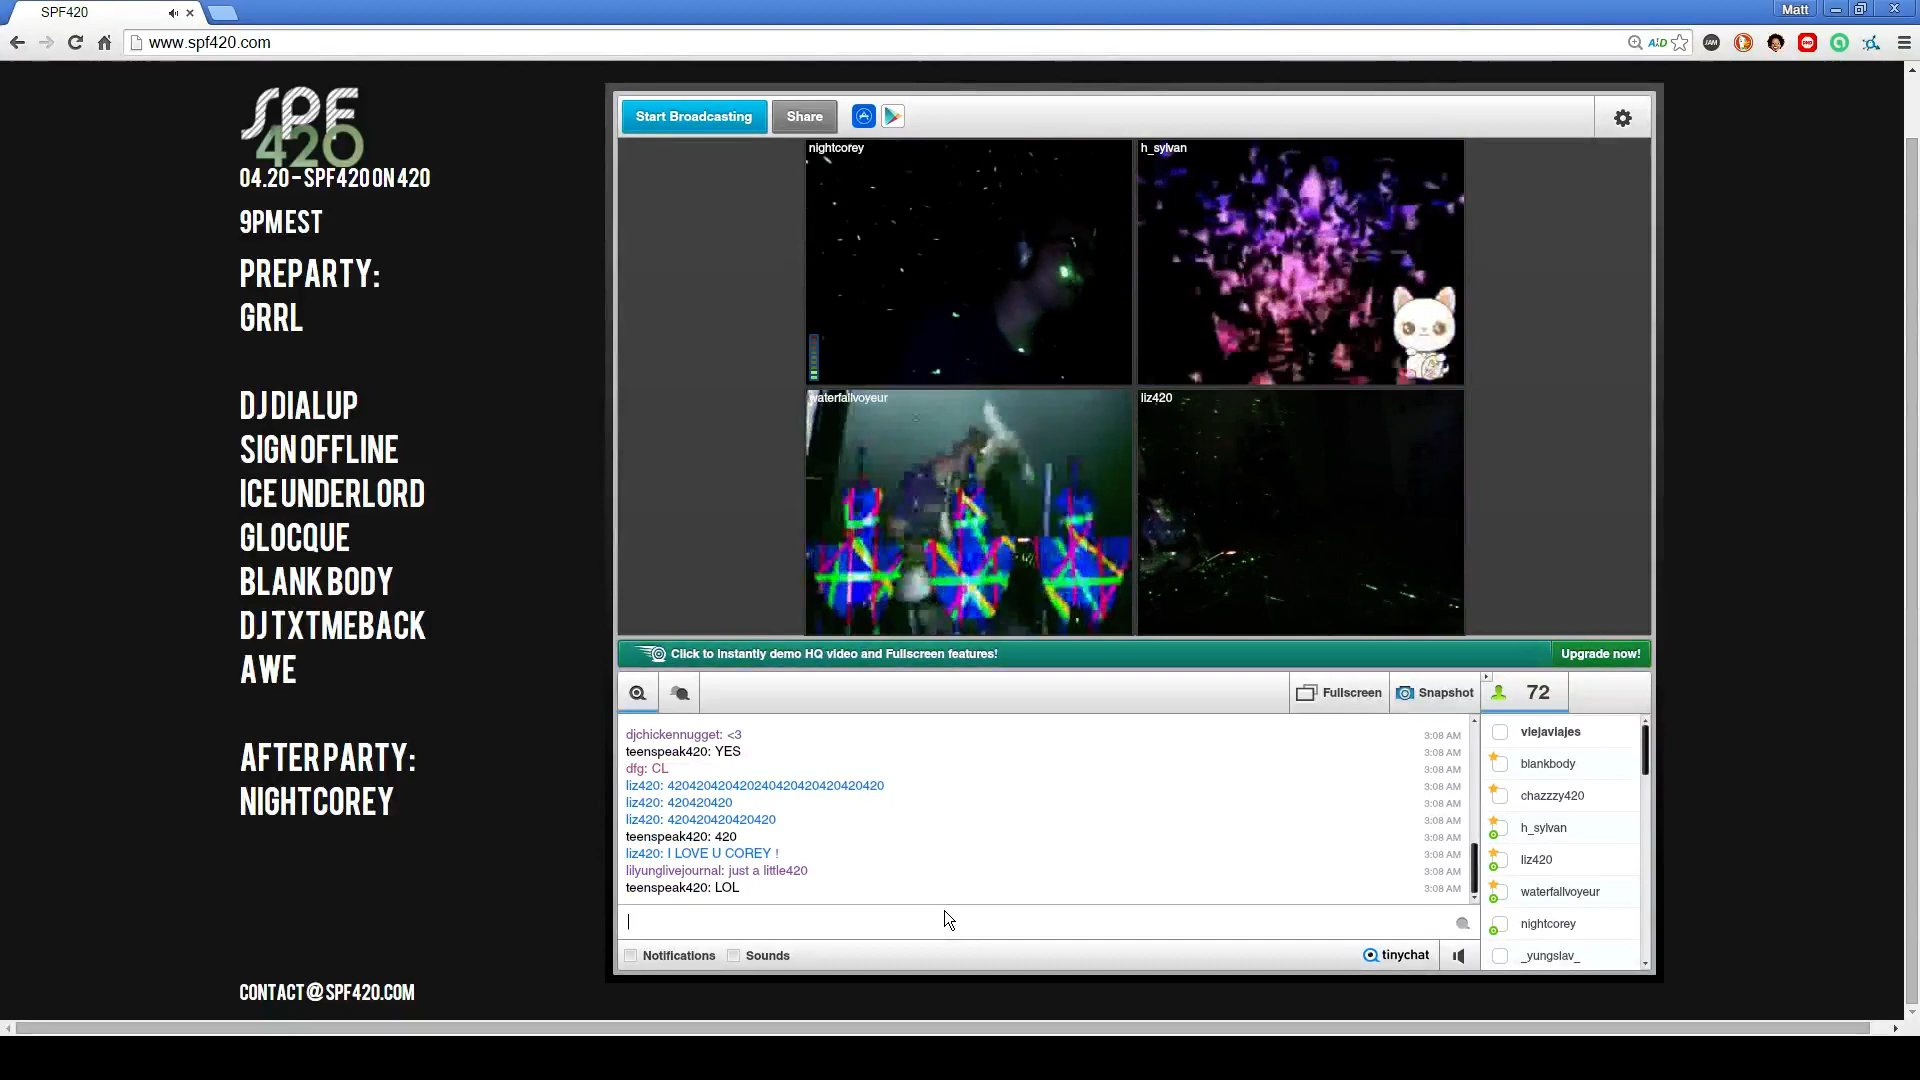 SPF420
Matt
www.spf420.com
SPF
420
04.20 - SPF420 ON 420
9PM EST
PREPARTY:
GRRL
DJ DIALUP
SIGN OFFLINE
ICE UNDERLORD
GLOCQUE
BLANK BODY
DJ TXTMEBACK
AWE
AFTER PARTY:
NIGHTCOREY
CONTACT@SPF420.COM
Start Broadcasting
Share
nightcorey
h_sylvan
waterfallvoyeur
liz420
Click to instantly demo HQ video and Fullscreen features!
Upgrade now!
Fullscreen
Snapshot
72
djchickennugget: <3 3:08 AM
teenspeak420: YES 3:08 AM
dfg: CL 3:08 AM
liz420: 420420420420240420420420420420 3:08 AM
liz420: 420420420 3:08 AM
liz420: 420420420420420 3:08 AM
teenspeak420: 420 3:08 AM
liz420: I LOVE U COREY ! 3:08 AM
lilyunglivejournal: just a little420 3:08 AM
teenspeak420: LOL 3:08 AM
viejaviajes
blankbody
chazzzy420
h_sylvan
liz420
waterfallvoyeur
nightcorey
_yungslav_
Notifications
Sounds
tinychat